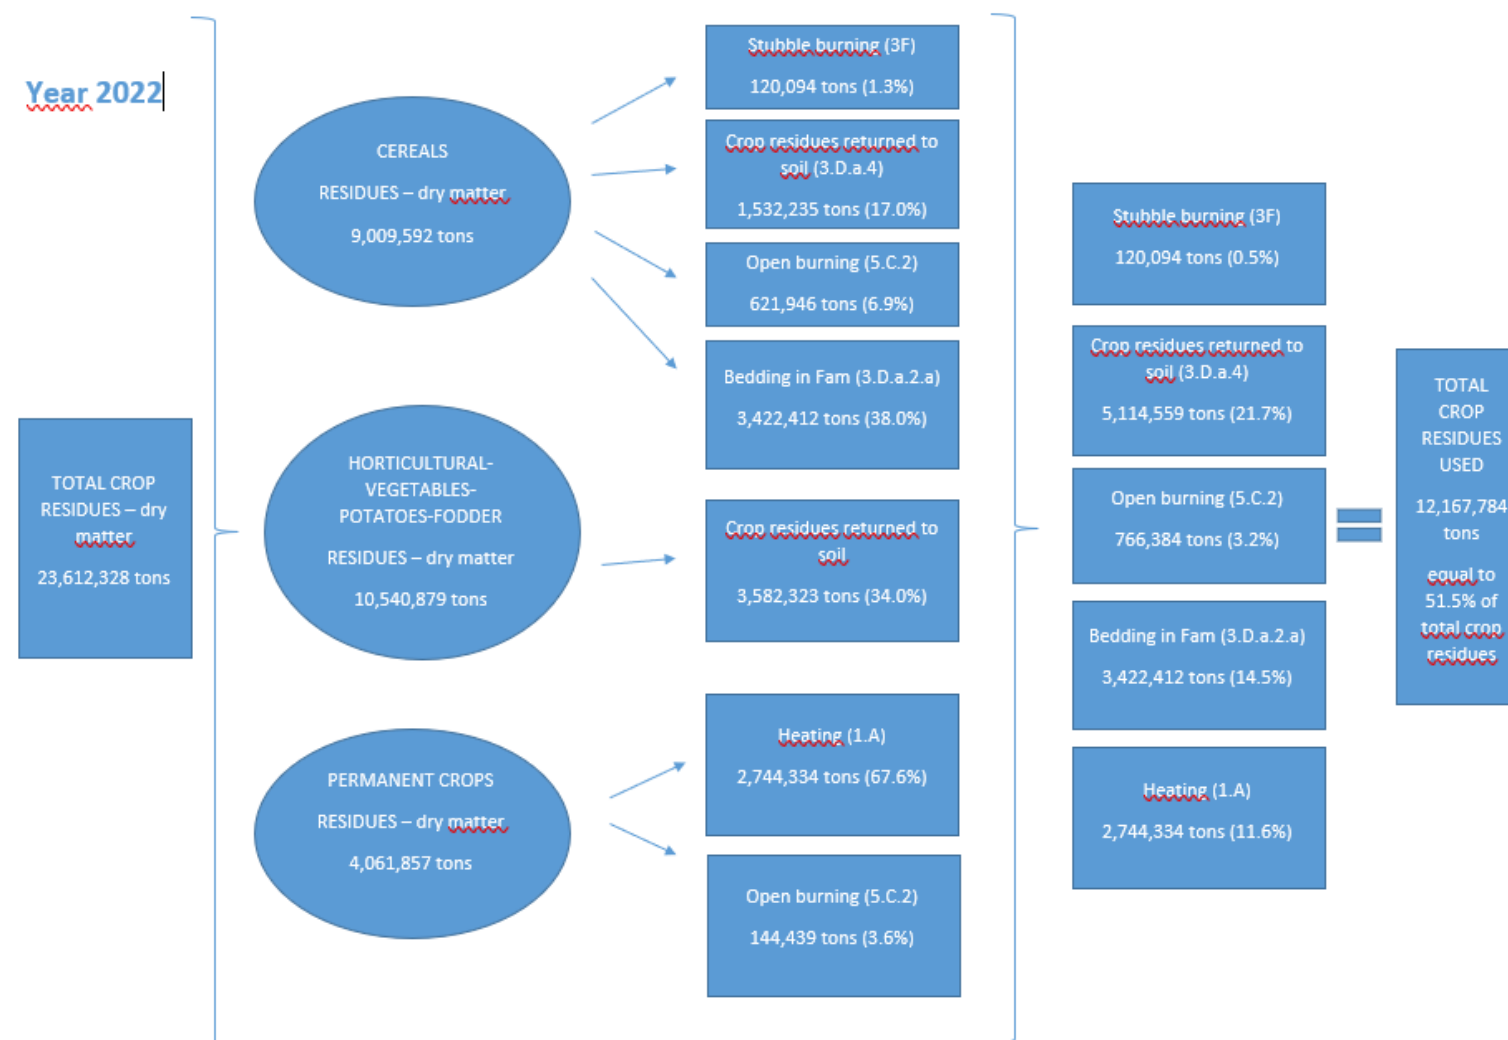 Year 2022
TOTAL CROP
RESIDUES – dry
matter
23,612,328 tons
CEREALS
RESIDUES – dry matter
9,009,592 tons
HORTICULTURAL-
VEGETABLES-
POTATOES-FODDER
RESIDUES – dry matter
10,540,879 tons
PERMANENT CROPS
RESIDUES – dry matter
4,061,857 tons
Stubble burning (3F)
120,094 tons (1.3%)
Crop residues returned to
soil (3.D.a.4)
1,532,235 tons (17.0%)
Open burning (5.C.2)
621,946 tons (6.9%)
Bedding in Fam (3.D.a.2.a)
3,422,412 tons (38.0%)
Crop residues returned to
soil
3,582,323 tons (34.0%)
Heating (1.A)
2,744,334 tons (67.6%)
Open burning (5.C.2)
144,439 tons (3.6%)
Stubble burning (3F)
120,094 tons (0.5%)
Crop residues returned to
soil (3.D.a.4)
5,114,559 tons (21.7%)
Open burning (5.C.2)
766,384 tons (3.2%)
Bedding in Fam (3.D.a.2.a)
3,422,412 tons (14.5%)
Heating (1.A)
2,744,334 tons (11.6%)
TOTAL
CROP
RESIDUES
USED
12,167,784
tons
equal to
51.5% of
total crop
residues